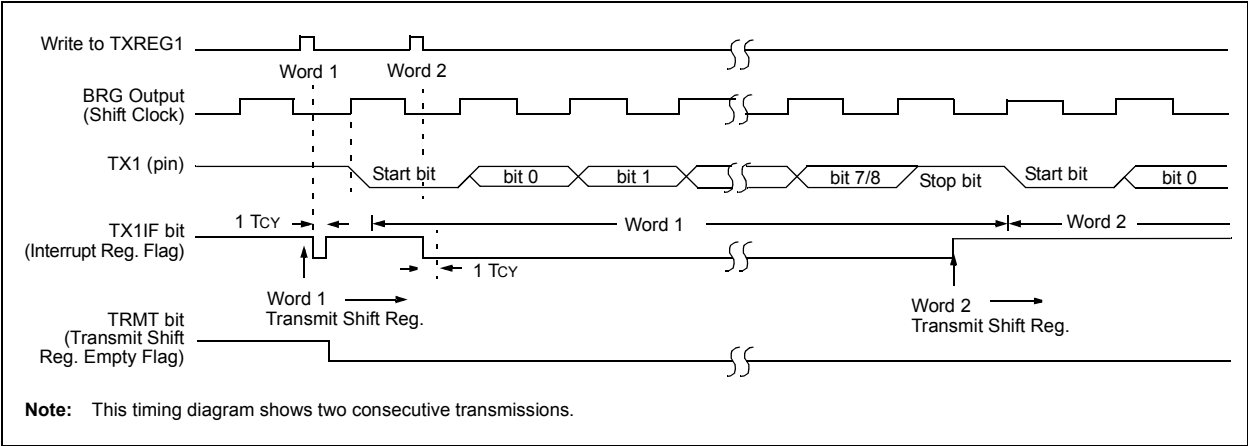 Write to TXREG1
Word 1 Word 2
BRG Output
(Shift Clock)
TX1 (pin)
Start bit bit 0 bit 1 bit 7/8 Stop bit Start bit bit 0
1 TCY
Word 1 Word 2
TX1IF bit
(Interrupt Reg. Flag)
1 TCY
Word 1
Transmit Shift Reg.
Word 2
Transmit Shift Reg.
TRMT bit
(Transmit Shift
Reg. Empty Flag)
Note: This timing diagram shows two consecutive transmissions.